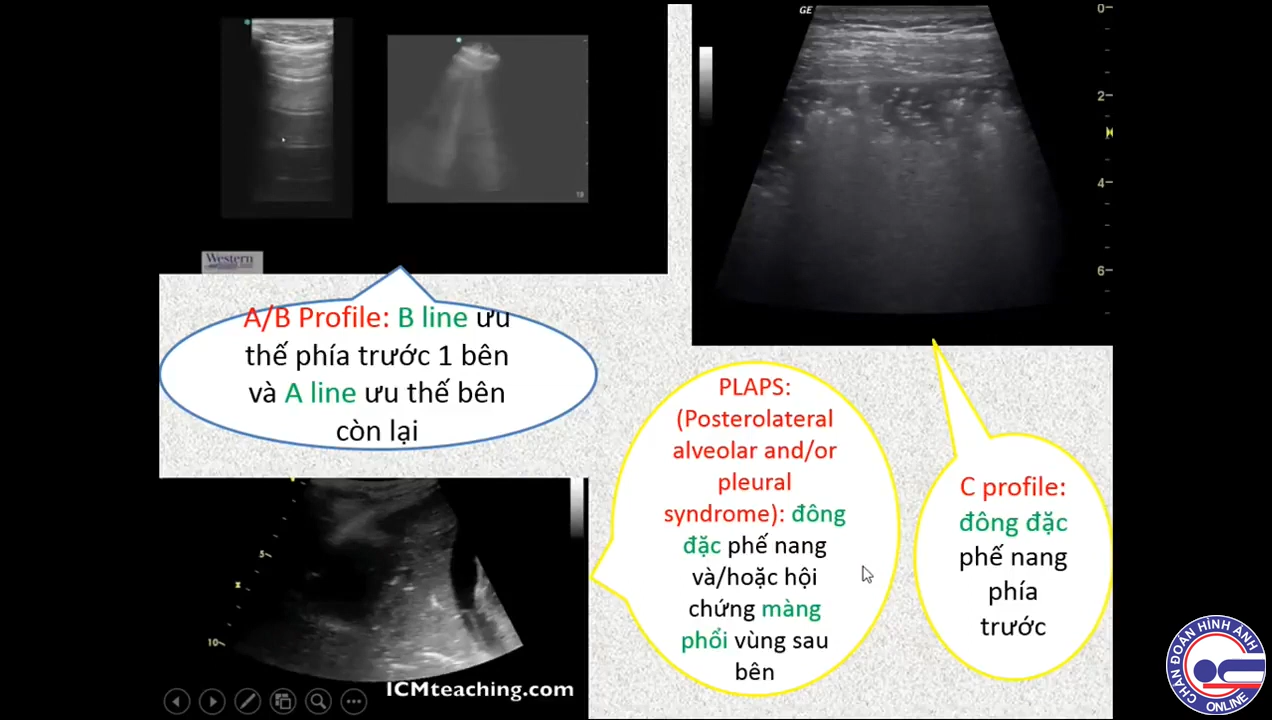 GE
0
2
4
6
19
Western
A/B Profile: B line ưu
thế phía trước 1 bên
và A line ưu thế bên
còn lại
PLAPS:
(Posterolateral
alveolar and/or
pleural
syndrome): đông
đặc phế nang
và/hoặc hội
chứng màng
phổi vùng sau
bên
C profile:
đông đặc
phế nang
phía
trước
5
10
ICMteaching.com
CHẨN ĐOÁN HÌNH ẢNH
ONLINE